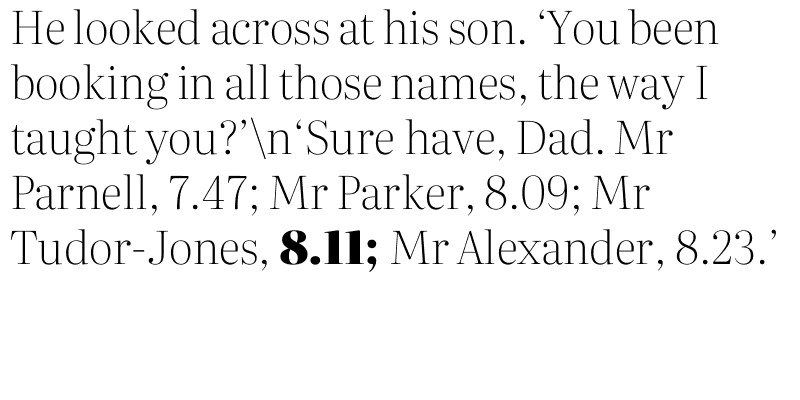 He looked across at his son. ‘You been
booking in all those names, the way I
taught you?’\n‘Sure have, Dad. Mr
Parnell, 7.47; Mr Parker, 8.09; Mr
Tudor-Jones, 8.11; Mr Alexander, 8.23.’